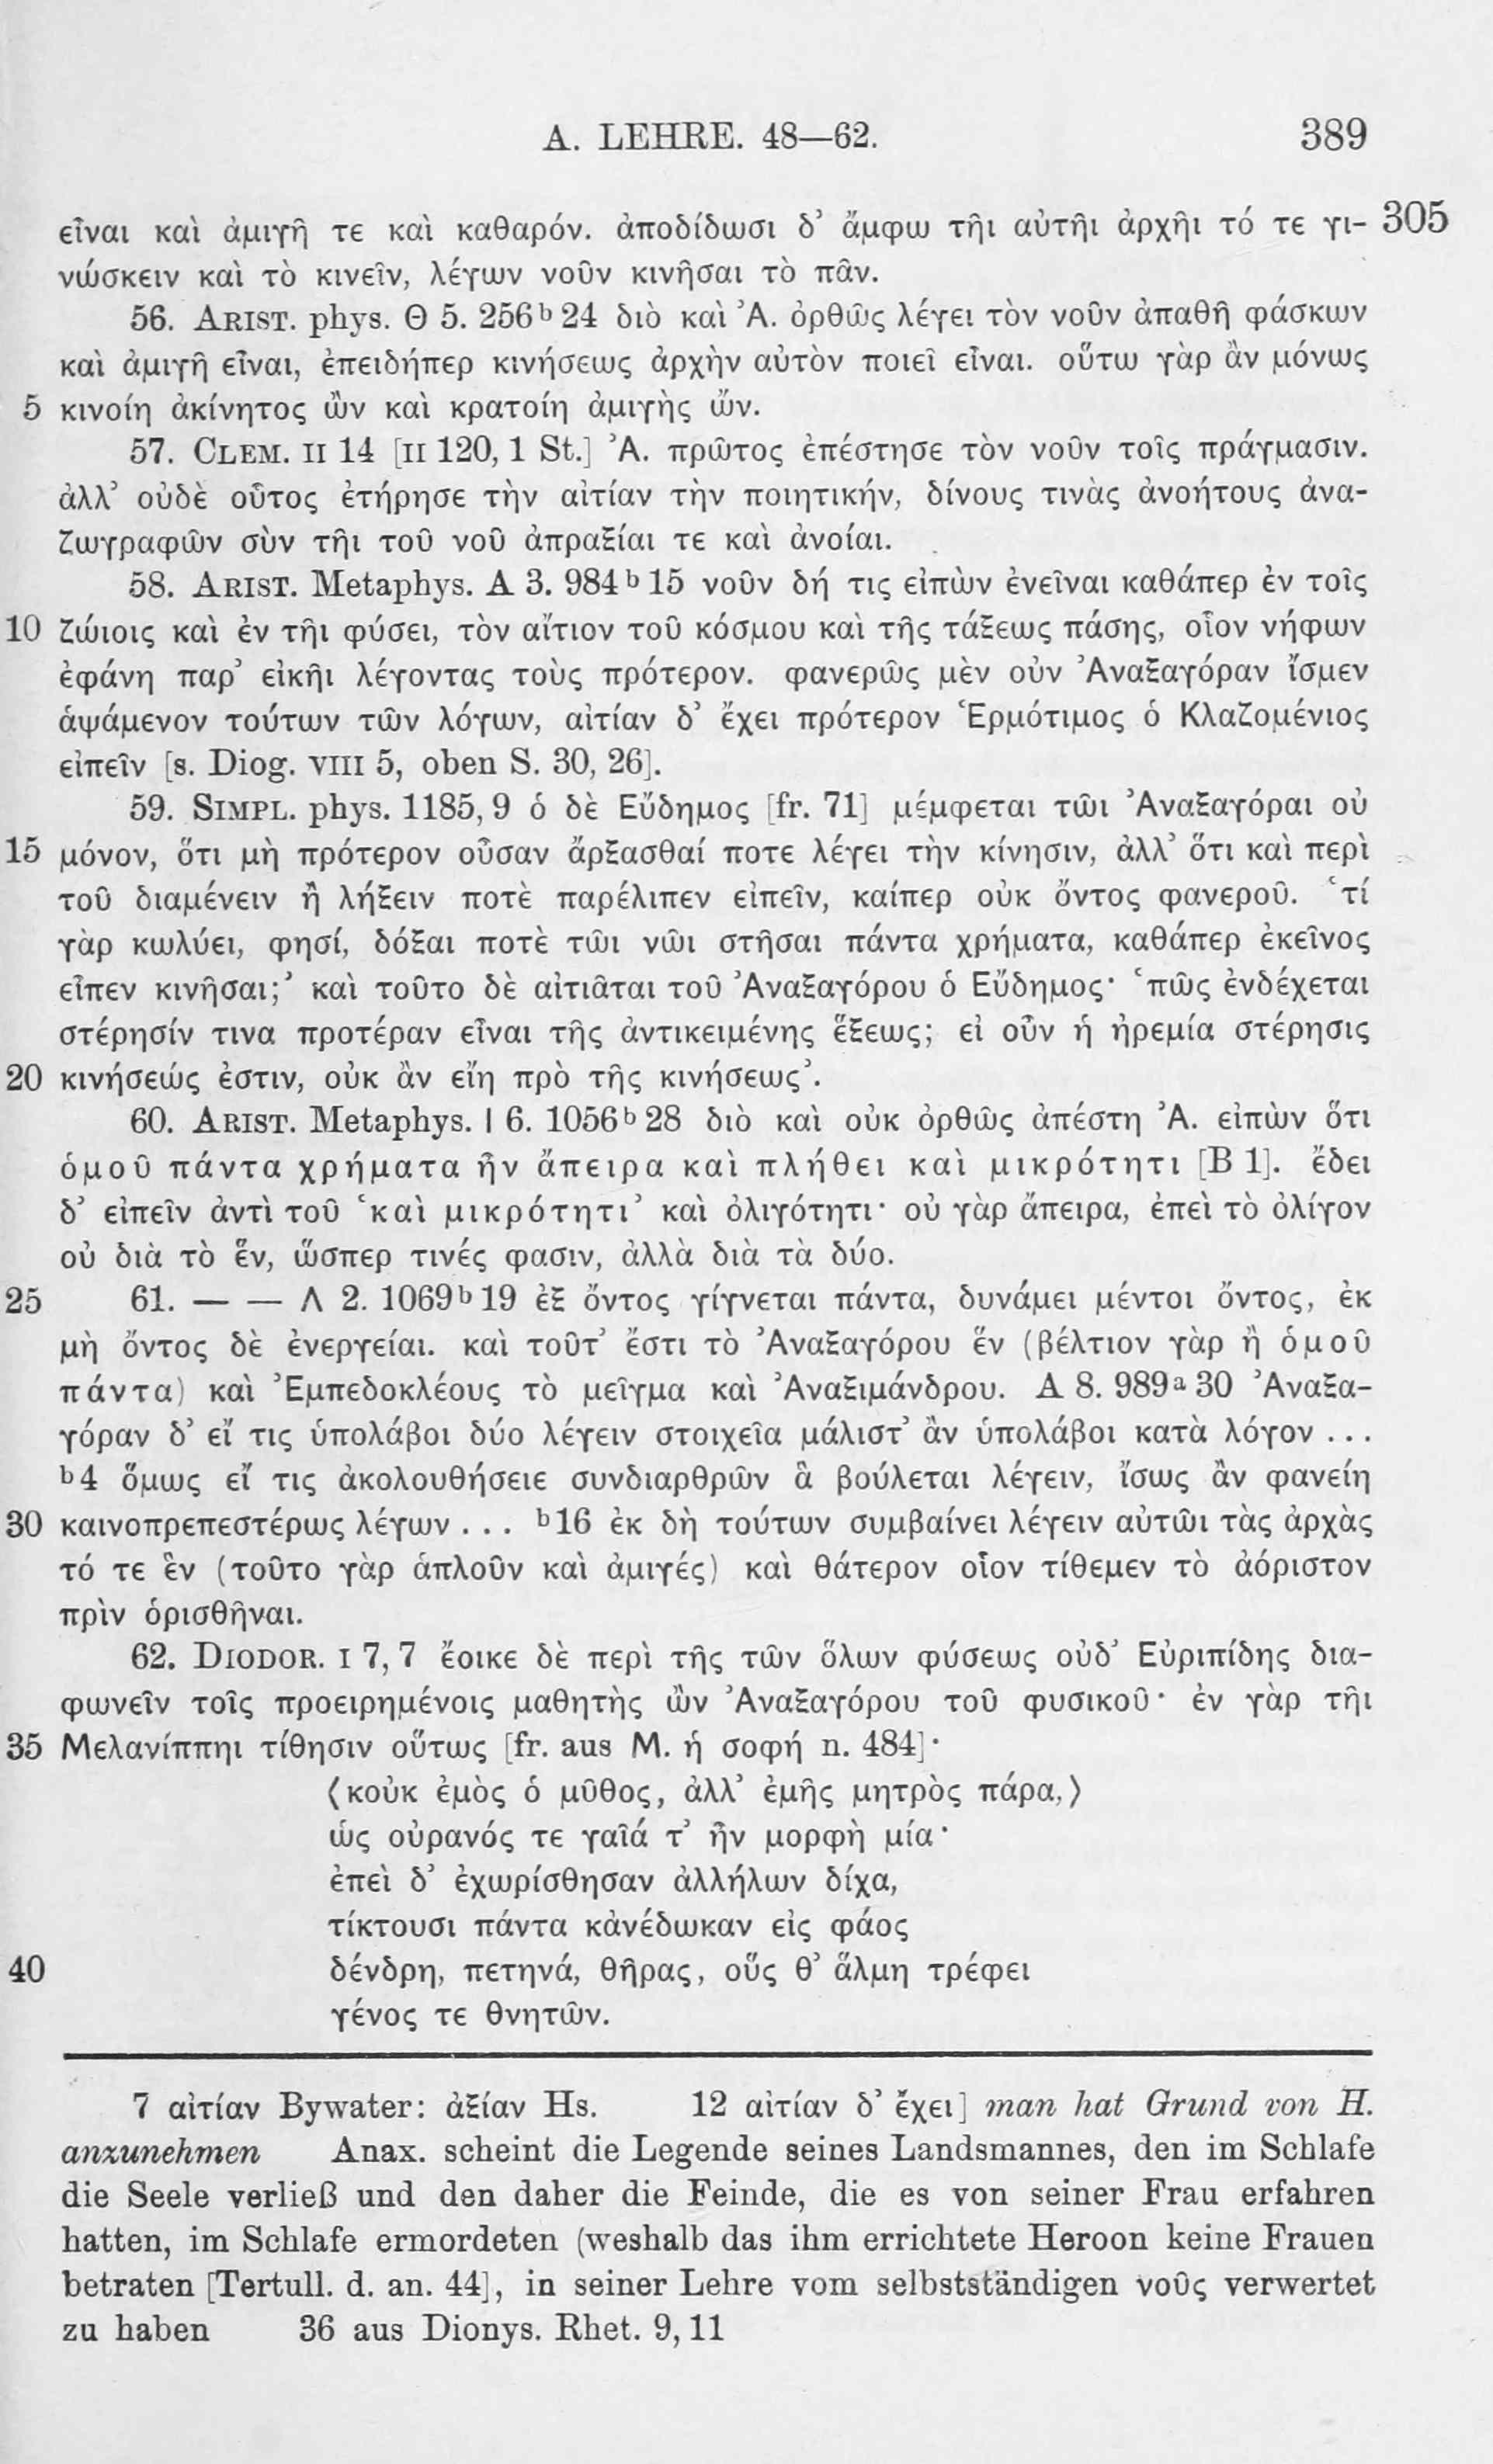 A. LEHRE. 48—62. 389
εἶναι καὶ ἀμιγῆ τε καὶ καθαρόν. ἀποδίδωσι δ’ ἄμφω τῆι αὐτῆι ἀρχῆι τό τε γι- 305
νώσκειν καὶ τὸ κινεῖν, λέγων νοῦν κινῆσαι τὸ πᾶν.
56. ARIST. phys. Θ 5. 256ᵇ 24 διὸ καὶ Ἀ. ὀρθῶς λέγει τὸν νοῦν ἀπαθῆ φάσκων
καὶ ἀμιγῆ εἶναι, ἐπειδήπερ κινήσεως ἀρχὴν αὐτὸν ποιεῖ εἶναι. οὕτω γὰρ ἂν μόνως
5 κινοίη ἀκίνητος ὢν καὶ κρατοίη ἀμιγὴς ὤν.
57. CLEM. II 14 [II 120, 1 St.] Ἀ. πρῶτος ἐπέστησε τὸν νοῦν τοῖς πράγμασιν.
ἀλλ’ οὐδὲ οὗτος ἐτήρησε τὴν αἰτίαν τὴν ποιητικήν, δίνους τινὰς ἀνοήτους ἀνα-
ζωγραφῶν σὺν τῆι τοῦ νοῦ ἀπραξίαι τε καὶ ἀνοίαι.
58. ARIST. Metaphys. A 3. 984ᵇ 15 νοῦν δή τις εἰπὼν ἐνεῖναι καθάπερ ἐν τοῖς
10 ζώιοις καὶ ἐν τῆι φύσει, τὸν αἴτιον τοῦ κόσμου καὶ τῆς τάξεως πάσης, οἷον νήφων
ἐφάνη παρ’ εἰκῆι λέγοντας τοὺς πρότερον. φανερῶς μὲν οὐν Ἀναξαγόραν ἴσμεν
ἁψάμενον τούτων τῶν λόγων, αἰτίαν δ’ ἔχει πρότερον Ἑρμότιμος ὁ Κλαζομένιος
εἰπεῖν [s. Diog. VIII 5, oben S. 30, 26].
59. SIMPL. phys. 1185, 9 ὁ δὲ Εὔδημος [fr. 71] μέμφεται τῶι Ἀναξαγόραι οὐ
15 μόνον, ὅτι μὴ πρότερον οὖσαν ἄρξασθαί ποτε λέγει τὴν κίνησιν, ἀλλ’ ὅτι καὶ περὶ
τοῦ διαμένειν ἢ λήξειν ποτὲ παρέλιπεν εἰπεῖν, καίπερ οὐκ ὄντος φανεροῦ. ‘τί
γὰρ κωλύει, φησί, δόξαι ποτὲ τῶι νῶι στῆσαι πάντα χρήματα, καθάπερ ἐκεῖνος
εἶπεν κινῆσαι;’ καὶ τοῦτο δὲ αἰτιᾶται τοῦ Ἀναξαγόρου ὁ Εὔδημος· ‘πῶς ἐνδέχεται
στέρησίν τινα προτέραν εἶναι τῆς ἀντικειμένης ἕξεως; εἰ οὖν ἡ ἠρεμία στέρησις
20 κινήσεώς ἐστιν, οὐκ ἂν εἴη πρὸ τῆς κινήσεως’.
60. ARIST. Metaphys. I 6. 1056ᵇ 28 διὸ καὶ οὐκ ὀρθῶς ἀπέστη Ἀ. εἰπὼν ὅτι
ὁμοῦ πάντα χρήματα ἦν ἄπειρα καὶ πλήθει καὶ μικρότητι [B 1]. ἔδει
δ’ εἰπεῖν ἀντὶ τοῦ ‘καὶ μικρότητι’ καὶ ὀλιγότητι· οὐ γὰρ ἄπειρα, ἐπεὶ τὸ ὀλίγον
οὐ διὰ τὸ ἕν, ὥσπερ τινές φασιν, ἀλλὰ διὰ τὰ δύο.
25 61. — — Λ 2. 1069ᵇ 19 ἐξ ὄντος γίγνεται πάντα, δυνάμει μέντοι ὄντος, ἐκ
μὴ ὄντος δὲ ἐνεργείαι. καὶ τοῦτ’ ἔστι τὸ Ἀναξαγόρου ἕν (βέλτιον γὰρ ἢ ὁμοῦ
πάντα) καὶ Ἐμπεδοκλέους τὸ μεῖγμα καὶ Ἀναξιμάνδρου. A 8. 989ᵃ 30 Ἀναξα-
γόραν δ’ εἴ τις ὑπολάβοι δύο λέγειν στοιχεῖα μάλιστ’ ἂν ὑπολάβοι κατὰ λόγον ...
ᵇ4 ὅμως εἴ τις ἀκολουθήσειε συνδιαρθρῶν ἃ βούλεται λέγειν, ἴσως ἂν φανείη
30 καινοπρεπεστέρως λέγων ... ᵇ16 ἐκ δὴ τούτων συμβαίνει λέγειν αὐτῶι τὰς ἀρχὰς
τό τε ἓν (τοῦτο γὰρ ἁπλοῦν καὶ ἀμιγές) καὶ θάτερον οἷον τίθεμεν τὸ ἀόριστον
πρὶν ὁρισθῆναι.
62. DIODOR. I 7, 7 ἔοικε δὲ περὶ τῆς τῶν ὅλων φύσεως οὐδ’ Εὐριπίδης δια-
φωνεῖν τοῖς προειρημένοις μαθητὴς ὢν Ἀναξαγόρου τοῦ φυσικοῦ· ἐν γὰρ τῆι
35 Μελανίππηι τίθησιν οὕτως [fr. aus M. ἡ σοφή n. 484]·
⟨κοὐκ ἐμὸς ὁ μῦθος, ἀλλ’ ἐμῆς μητρὸς πάρα,⟩
ὡς οὐρανός τε γαῖά τ’ ἦν μορφὴ μία·
ἐπεὶ δ’ ἐχωρίσθησαν ἀλλήλων δίχα,
τίκτουσι πάντα κἀνέδωκαν εἰς φάος
40 δένδρη, πετηνά, θῆρας, οὕς θ’ ἅλμη τρέφει
γένος τε θνητῶν.
7 αἰτίαν Bywater: ἀξίαν Hs. 12 αἰτίαν δ’ ἔχει] man hat Grund von H.
anzunehmen Anax. scheint die Legende seines Landsmannes, den im Schlafe
die Seele verließ und den daher die Feinde, die es von seiner Frau erfahren
hatten, im Schlafe ermordeten (weshalb das ihm errichtete Heroon keine Frauen
betraten [Tertull. d. an. 44], in seiner Lehre vom selbstständigen νοῦς verwertet
zu haben 36 aus Dionys. Rhet. 9, 11